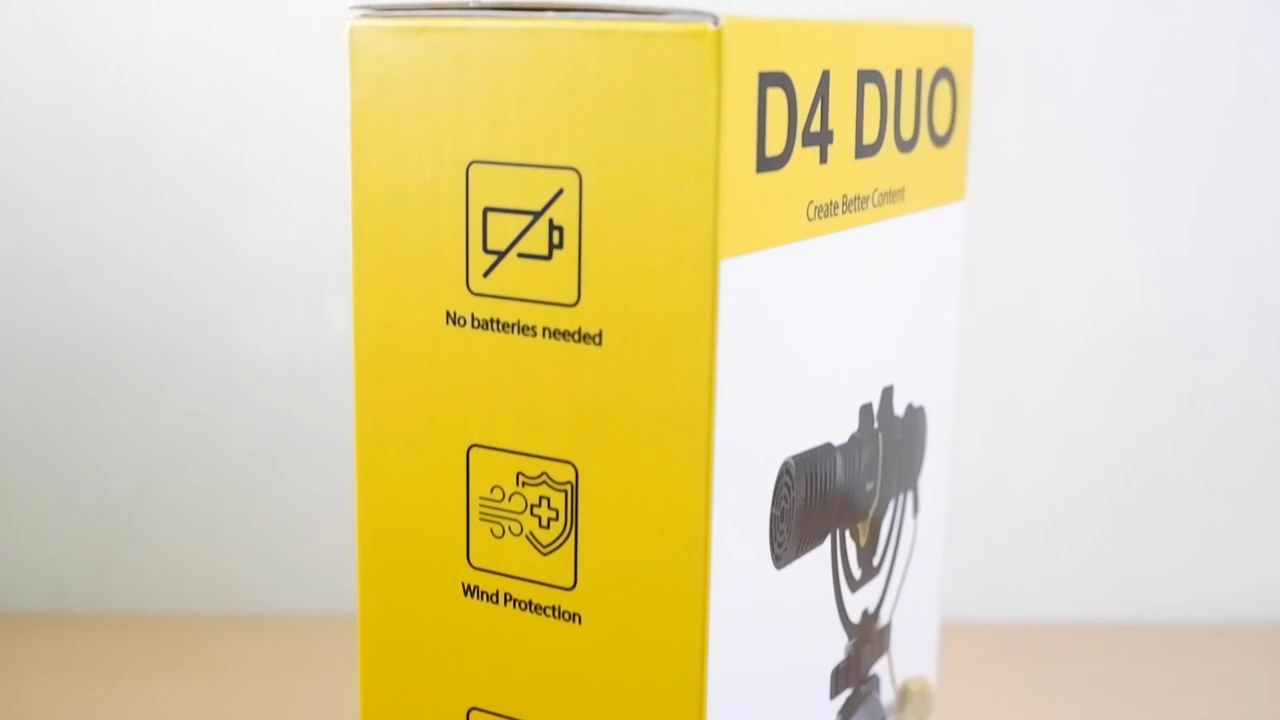 No batteries needed
Wind Protection
D4 DUO
Create Better Content